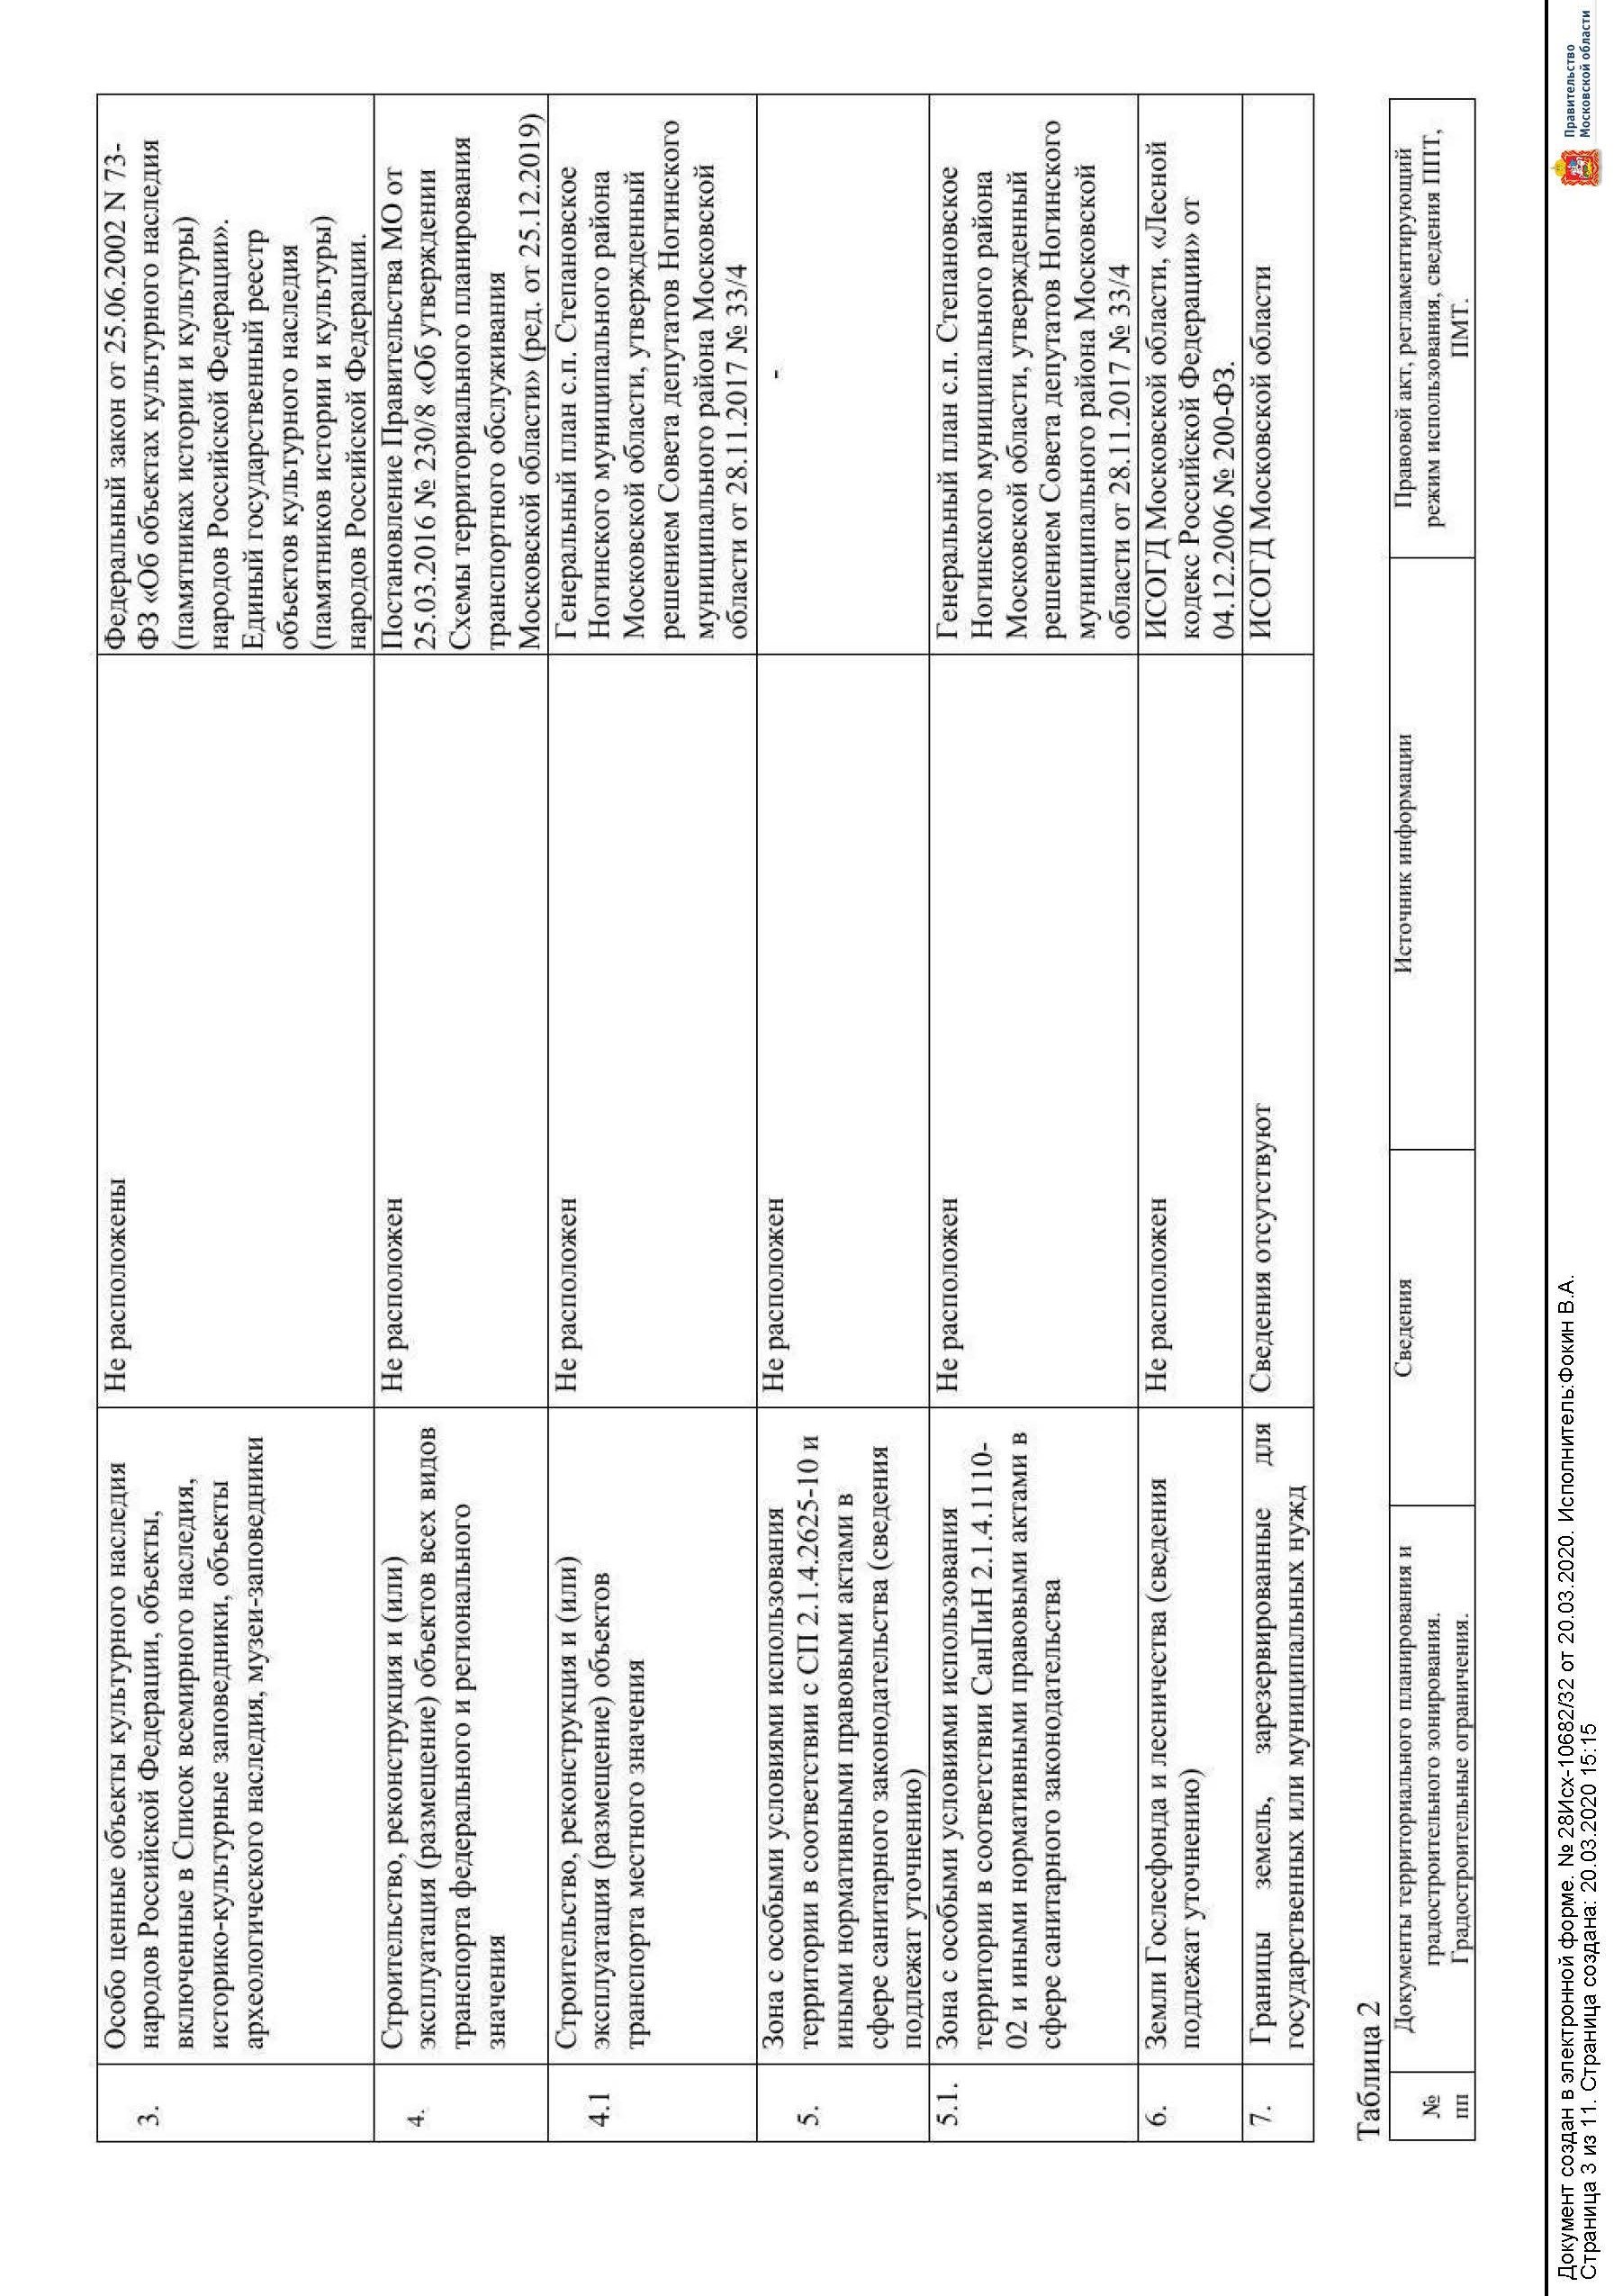 3.
Особо ценные объекты культурного наследия
народов Российской Федерации, объекты,
включенные в Список всемирного наследия,
историко-культурные заповедники, объекты
археологического наследия, музеи-заповедники
Не расположены
Федеральный закон от 25.06.2002 N 73-
ФЗ «Об объектах культурного наследия
(памятниках истории и культуры)
народов Российской Федерации».
Единый государственный реестр
объектов культурного наследия
(памятников истории и культуры)
народов Российской Федерации.
4.
Строительство, реконструкция и (или)
эксплуатация (размещение) объектов всех видов
транспорта федерального и регионального
значения
Не расположен
Постановление Правительства МО от
25.03.2016 № 230/8 «Об утверждении
Схемы территориального планирования
транспортного обслуживания
Московской области» (ред. от 25.12.2019)
4.1
Строительство, реконструкция и (или)
эксплуатация (размещение) объектов
транспорта местного значения
Не расположен
Генеральный план с.п. Степановское
Ногинского муниципального района
Московской области, утвержденный
решением Совета депутатов Ногинского
муниципального района Московской
области от 28.11.2017 № 33/4
5.
Зона с особыми условиями использования
территории в соответствии с СП 2.1.4.2625-10 и
иными нормативными правовыми актами в
сфере санитарного законодательства (сведения
подлежат уточнению)
Не расположен
-
5.1.
Зона с особыми условиями использования
территории в соответствии СанПиН 2.1.4.1110-
02 и иными нормативными правовыми актами в
сфере санитарного законодательства
Не расположен
Генеральный план с.п. Степановское
Ногинского муниципального района
Московской области, утвержденный
решением Совета депутатов Ногинского
муниципального района Московской
области от 28.11.2017 № 33/4
6.
Земли Гослесфонда и лесничества (сведения
подлежат уточнению)
Не расположен
ИСОГД Московской области, «Лесной
кодекс Российской Федерации» от
04.12.2006 № 200-ФЗ.
7.
Границы земель, зарезервированные для
государственных или муниципальных нужд
Сведения отсутствуют
ИСОГД Московской области
Таблица 2
№
пп
Документы территориального планирования и
градостроительного зонирования.
Градостроительные ограничения.
Сведения
Источник информации
Правовой акт, регламентирующий
режим использования, сведения ППТ,
ПМТ.
Документ создан в электронной форме. № 28Исх-10682/32 от 20.03.2020. Исполнитель:Фокин В.А.
Страница 3 из 11. Страница создана: 20.03.2020 15:15
Правительство
Московской области